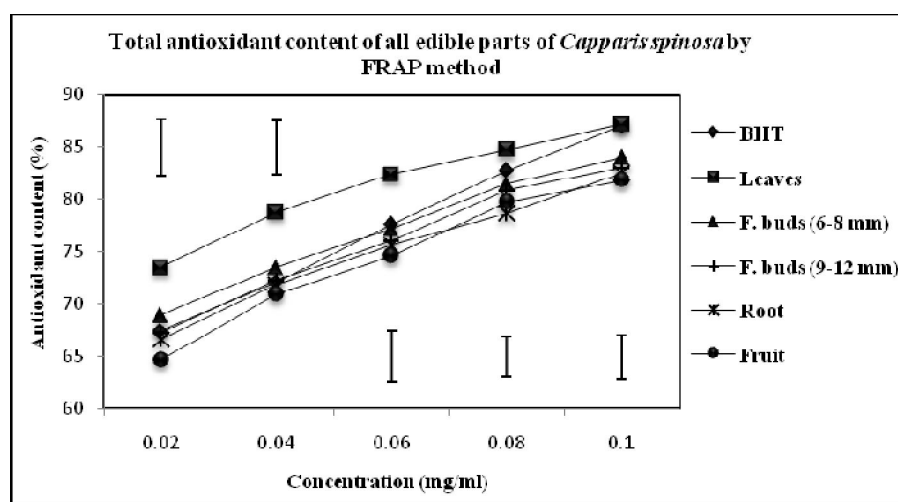 Total antioxidant content of all edible parts of Capparis spinosa by
FRAP method
90
85
80
75
70
65
60
Antioxidant content (%)
0.02 0.04 0.06 0.08 0.1
Concentration (mg/ml)
BHT
Leaves
F. buds (6-8 mm)
F. buds (9-12 mm)
Root
Fruit